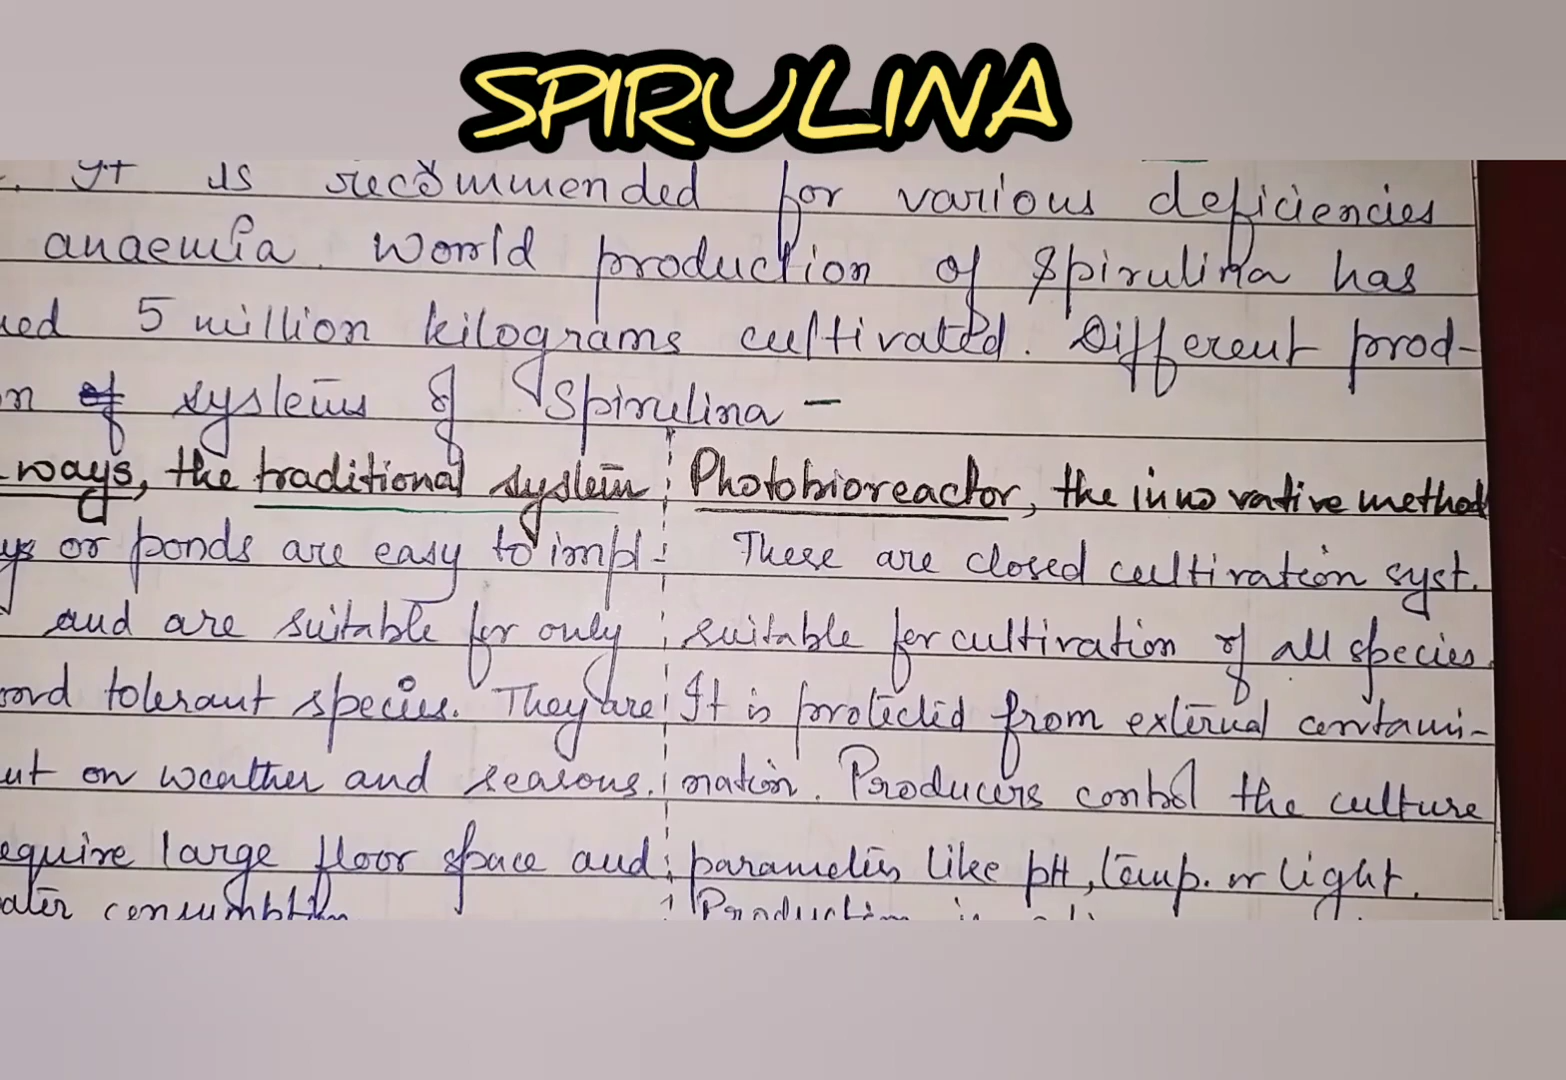 SPIRULINA
It is recommended for various deficiencies
anaemia. World production of Spirulina has
5 million kilograms cultivated. Different prod-
systems of Spirulina -
ways, the traditional system
or ponds are easy to impl-
and are suitable for only
tolerant species. They are
on weather and seasons.
large floor space and
consumption
Photobioreactor, the innovative method
These are closed cultivation syst.
suitable for cultivation of all species.
It is protected from external contami-
nation. Producers control the culture
parameters like pH, temp. or light.
Production is